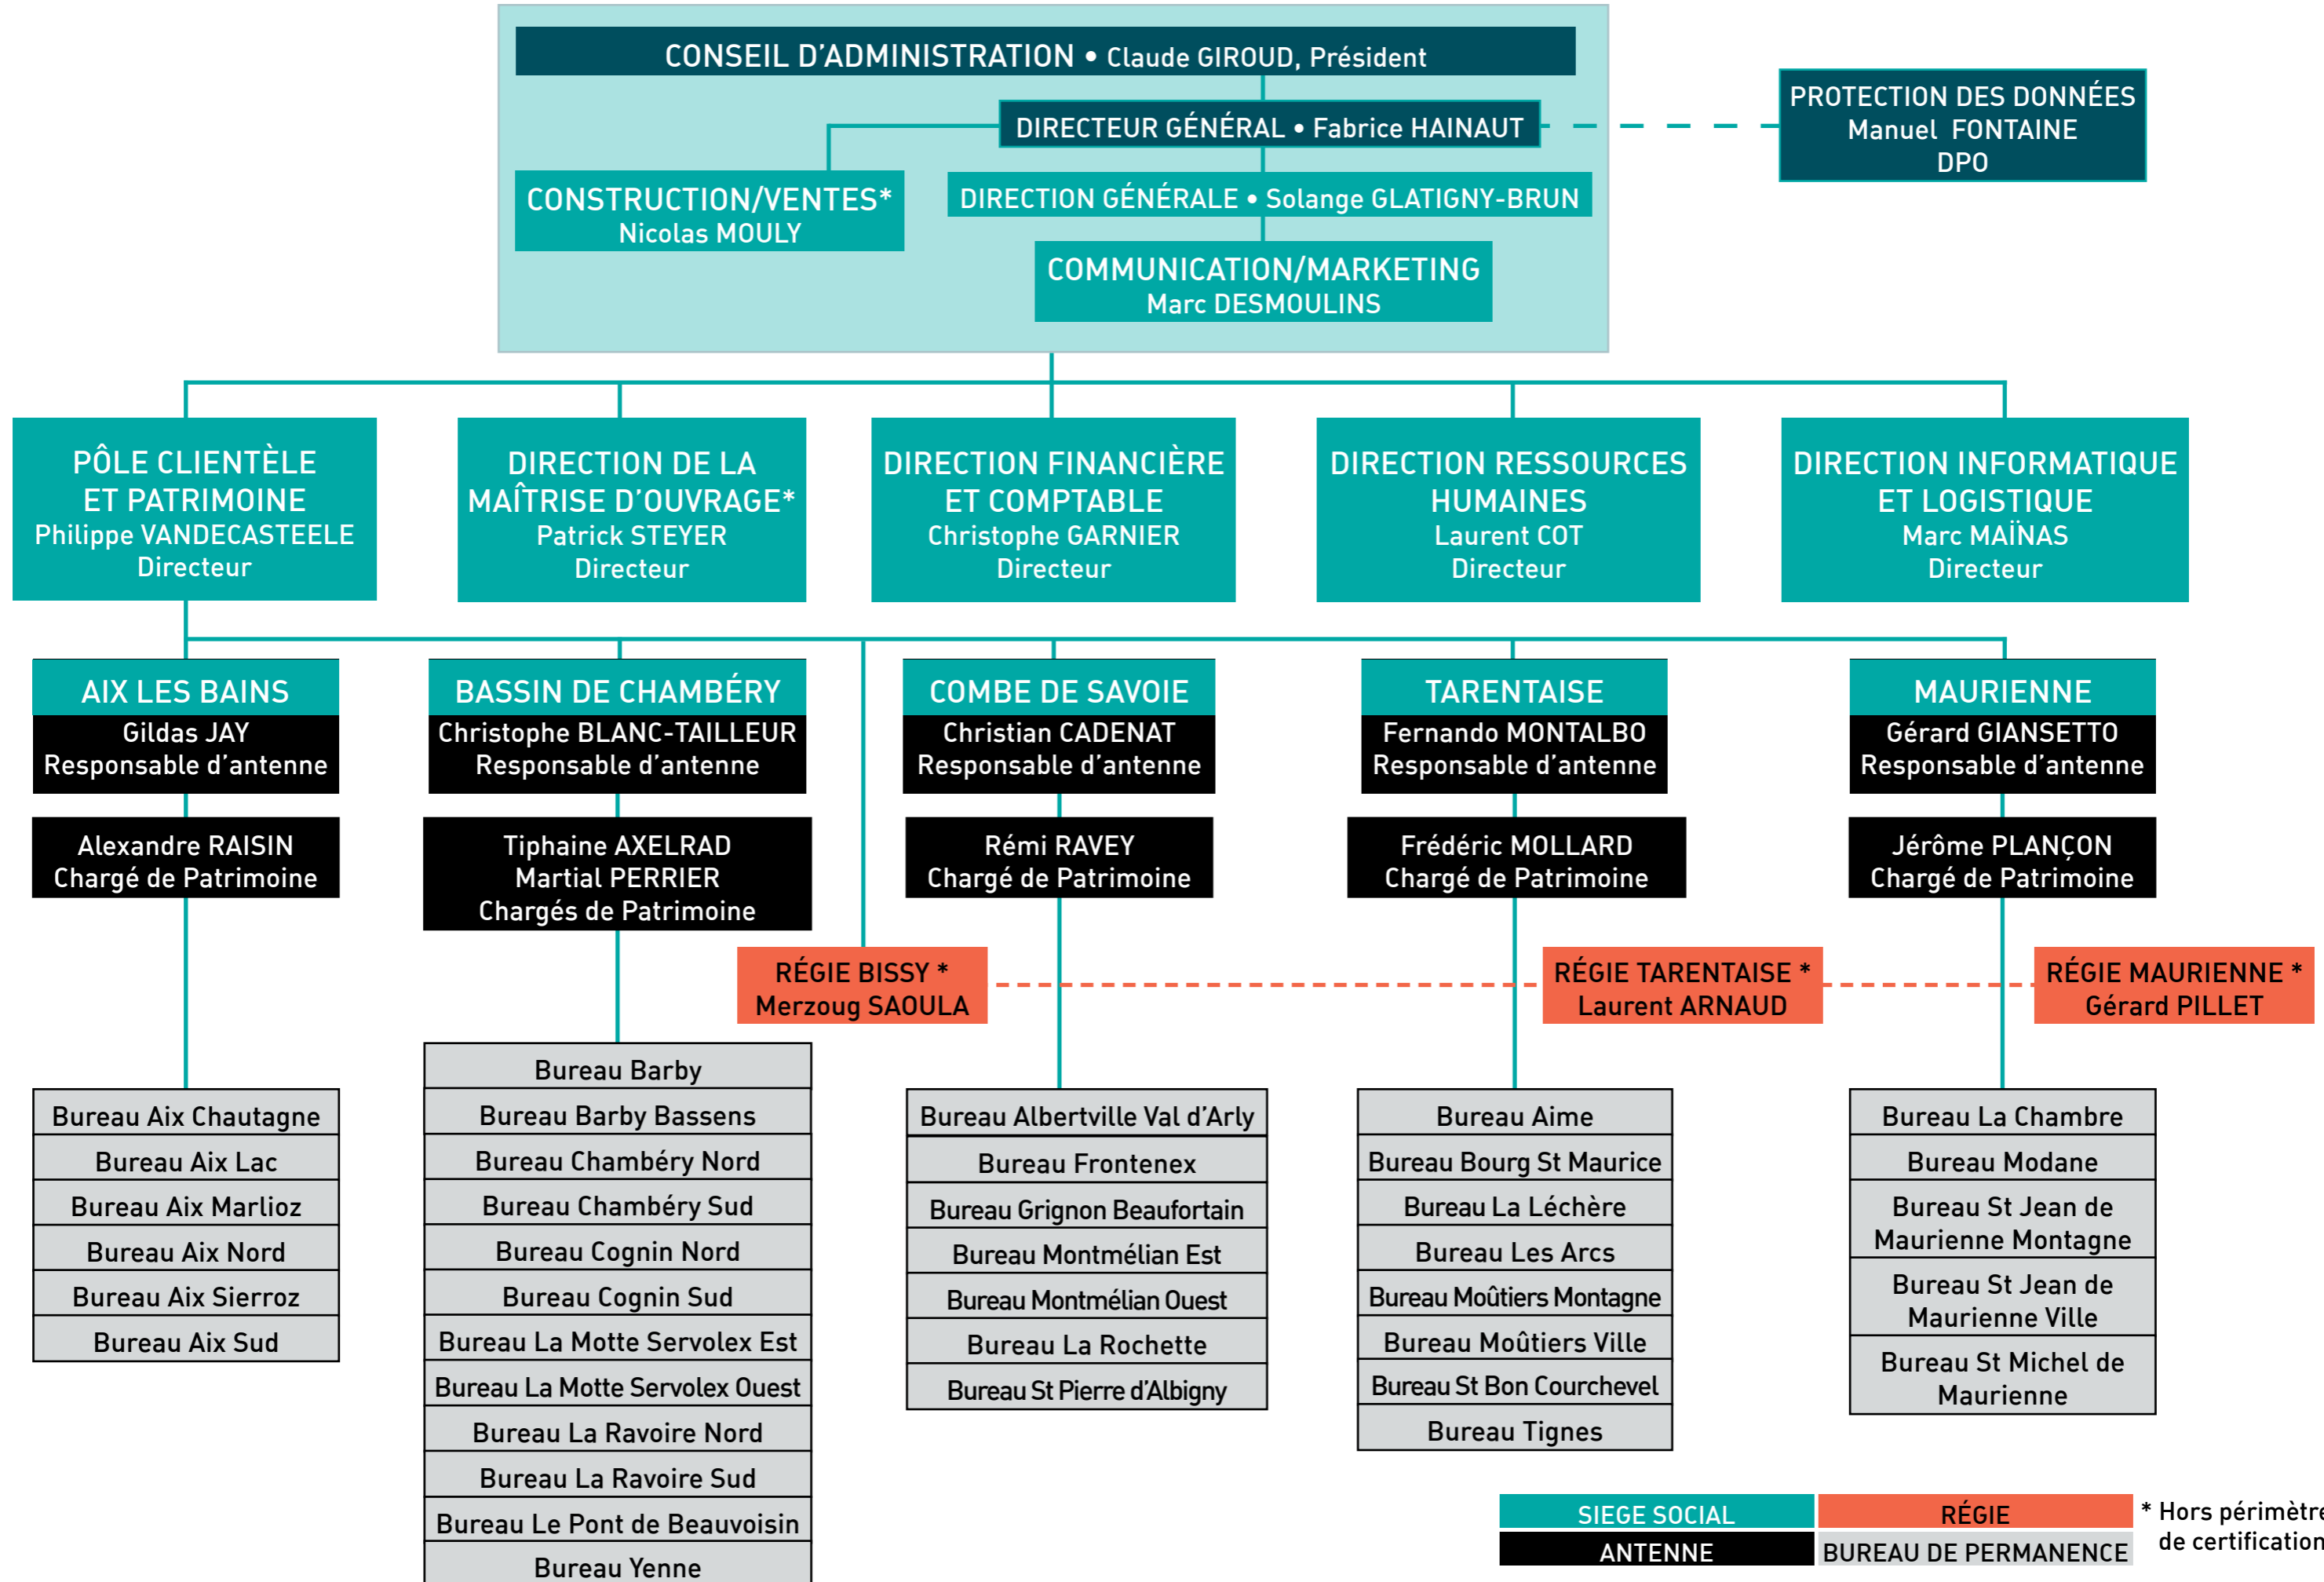 CONSEIL D'ADMINISTRATION • Claude GIROUD, Président
DIRECTEUR GÉNÉRAL • Fabrice HAINAUT
PROTECTION DES DONNÉES
Manuel FONTAINE
DPO
CONSTRUCTION/VENTES*
Nicolas MOULY
DIRECTION GÉNÉRALE • Solange GLATIGNY-BRUN
COMMUNICATION/MARKETING
Marc DESMOULINS
PÔLE CLIENTÈLE
ET PATRIMOINE
Philippe VANDECASTEELE
Directeur
DIRECTION DE LA
MAÎTRISE D'OUVRAGE*
Patrick STEYER
Directeur
DIRECTION FINANCIÈRE
ET COMPTABLE
Christophe GARNIER
Directeur
DIRECTION RESSOURCES
HUMAINES
Laurent COT
Directeur
DIRECTION INFORMATIQUE
ET LOGISTIQUE
Marc MAÏNAS
Directeur
AIX LES BAINS
Gildas JAY
Responsable d'antenne
Alexandre RAISIN
Chargé de Patrimoine
BASSIN DE CHAMBÉRY
Christophe BLANC-TAILLEUR
Responsable d'antenne
Tiphaine AXELRAD
Martial PERRIER
Chargés de Patrimoine
COMBE DE SAVOIE
Christian CADENAT
Responsable d'antenne
Rémi RAVEY
Chargé de Patrimoine
TARENTAISE
Fernando MONTALBO
Responsable d'antenne
Frédéric MOLLARD
Chargé de Patrimoine
MAURIENNE
Gérard GIANSETTO
Responsable d'antenne
Jérôme PLANÇON
Chargé de Patrimoine
RÉGIE BISSY *
Merzoug SAOULA
RÉGIE TARENTAISE *
Laurent ARNAUD
RÉGIE MAURIENNE *
Gérard PILLET
Bureau Aix Chautagne
Bureau Aix Lac
Bureau Aix Marlioz
Bureau Aix Nord
Bureau Aix Sierroz
Bureau Aix Sud
Bureau Barby
Bureau Barby Bassens
Bureau Chambéry Nord
Bureau Chambéry Sud
Bureau Cognin Nord
Bureau Cognin Sud
Bureau La Motte Servolex Est
Bureau La Motte Servolex Ouest
Bureau La Ravoire Nord
Bureau La Ravoire Sud
Bureau Le Pont de Beauvoisin
Bureau Yenne
Bureau Albertville Val d'Arly
Bureau Frontenex
Bureau Grignon Beaufortain
Bureau Montmélian Est
Bureau Montmélian Ouest
Bureau La Rochette
Bureau St Pierre d'Albigny
Bureau Aime
Bureau Bourg St Maurice
Bureau La Léchère
Bureau Les Arcs
Bureau Moûtiers Montagne
Bureau Moûtiers Ville
Bureau St Bon Courchevel
Bureau Tignes
Bureau La Chambre
Bureau Modane
Bureau St Jean de
Maurienne Montagne
Bureau St Jean de
Maurienne Ville
Bureau St Michel de
Maurienne
SIEGE SOCIAL
RÉGIE
ANTENNE
BUREAU DE PERMANENCE
* Hors périmètre
de certification